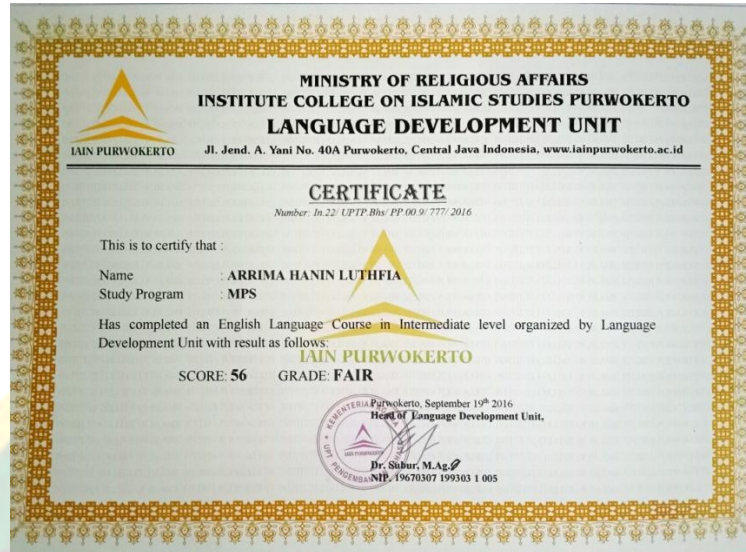 MINISTRY OF RELIGIOUS AFFAIRS
INSTITUTE COLLEGE ON ISLAMIC STUDIES PURWOKERTO
LANGUAGE DEVELOPMENT UNIT
IAIN PURWOKERTO
Jl. Jend. A. Yani No. 40A Purwokerto, Central Java Indonesia, www.iainpurwokerto.ac.id
CERTIFICATE
Number: In.22/ UPTP.Bhs/ PP.00.9/ 777/ 2016
This is to certify that :
Name : ARRIMA HANIN LUTHFIA
Study Program : MPS
Has completed an English Language Course in Intermediate level organized by Language
Development Unit with result as follows:
IAIN PURWOKERTO
SCORE: 56 GRADE: FAIR
Purwokerto, September 19th 2016
Head of Language Development Unit,
Dr. Subur, M.Ag.
NIP. 19670307 199303 1 005